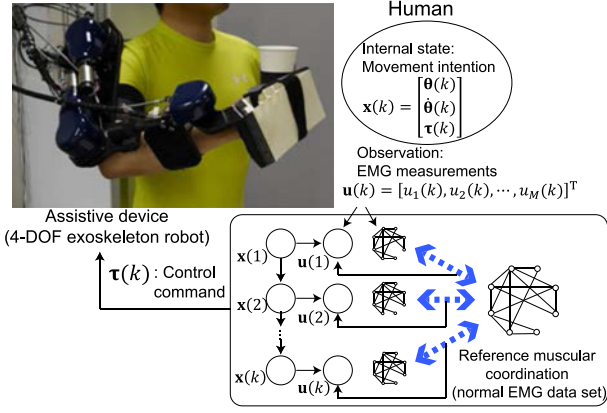 Human
Internal state:
Movement intention
x(k) = [θ(k) θ̇(k) τ(k)]
Observation:
EMG measurements
u(k) = [u₁(k), u₂(k), ⋯, u_M(k)]ᵀ
Assistive device
(4-DOF exoskeleton robot)
τ(k) : Control
command
x(1)
u(1)
x(2)
u(2)
x(k)
u(k)
Reference muscular
coordination
(normal EMG data set)